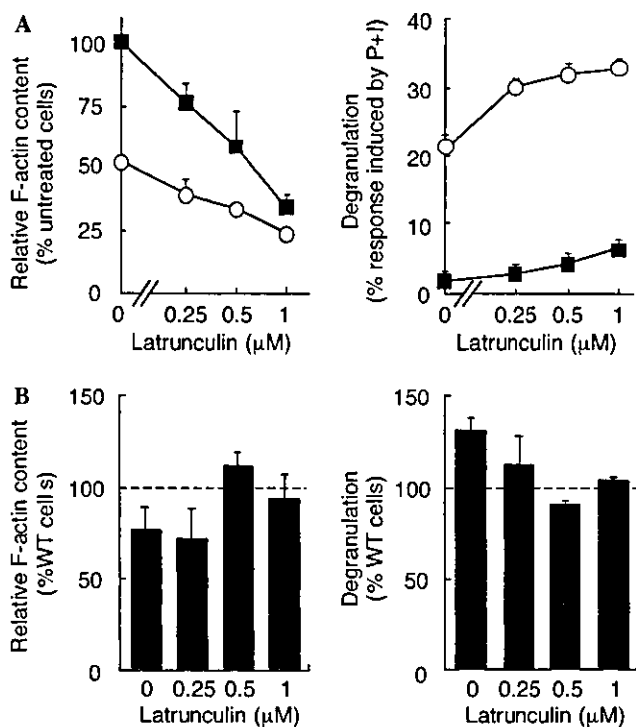 A
Relative F-actin content
(% untreated cells)
100
75
50
25
0
0
0.25
0.5
1
Latrunculin (μM)
Degranulation
(% response induced by P+I)
40
30
20
10
0
0
0.25
0.5
1
Latrunculin (μM)
B
Relative F-actin content
(%WT cell s)
150
100
50
0
0
0.25
0.5
1
Latrunculin (μM)
Degranulation
(% WT cells)
150
100
50
0
0
0.25
0.5
1
Latrunculin (μM)